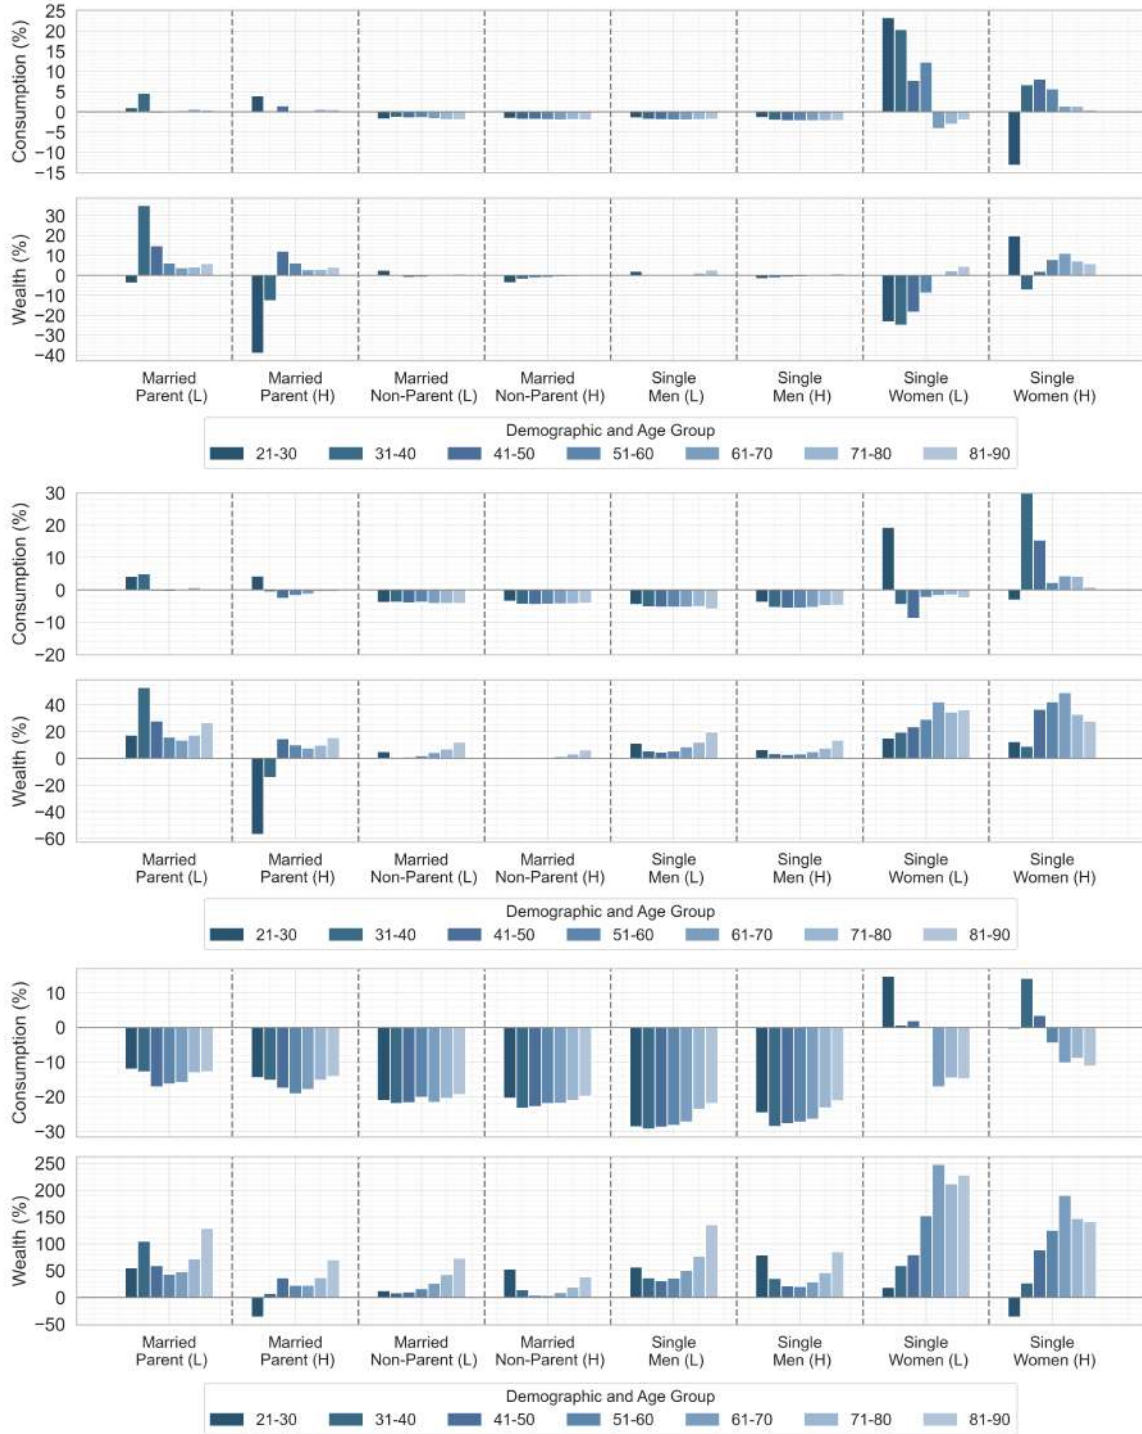 25
20
15
10
5
0
−5
−10
−15
Consumption (%)
30
20
10
0
−10
−20
−30
−40
Wealth (%)
Married Parent (L)
Married Parent (H)
Married Non-Parent (L)
Married Non-Parent (H)
Single Men (L)
Single Men (H)
Single Women (L)
Single Women (H)
Demographic and Age Group
21-30 31-40 41-50 51-60 61-70 71-80 81-90
30
20
10
0
−10
−20
Consumption (%)
40
20
0
−20
−40
−60
Wealth (%)
Married Parent (L)
Married Parent (H)
Married Non-Parent (L)
Married Non-Parent (H)
Single Men (L)
Single Men (H)
Single Women (L)
Single Women (H)
Demographic and Age Group
21-30 31-40 41-50 51-60 61-70 71-80 81-90
10
0
−10
−20
−30
Consumption (%)
250
200
150
100
50
0
−50
Wealth (%)
Married Parent (L)
Married Parent (H)
Married Non-Parent (L)
Married Non-Parent (H)
Single Men (L)
Single Men (H)
Single Women (L)
Single Women (H)
Demographic and Age Group
21-30 31-40 41-50 51-60 61-70 71-80 81-90